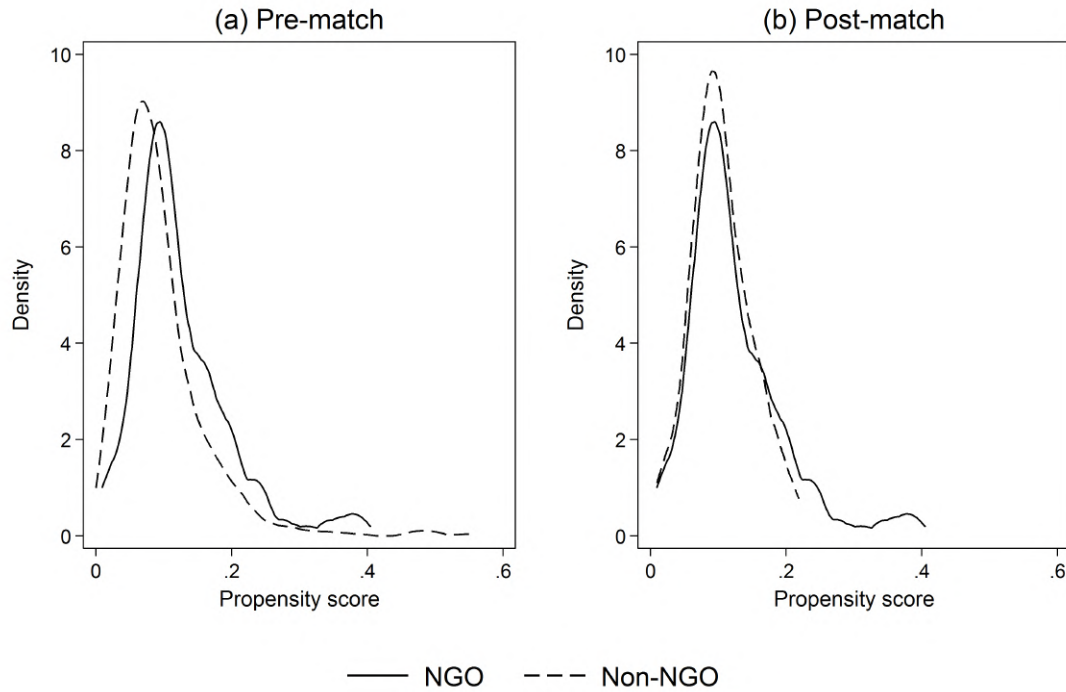 (a) Pre-match
(b) Post-match
10
8
6
4
2
0
Density
0 .2 .4 .6
Propensity score
10
8
6
4
2
0
Density
0 .2 .4 .6
Propensity score
NGO Non-NGO